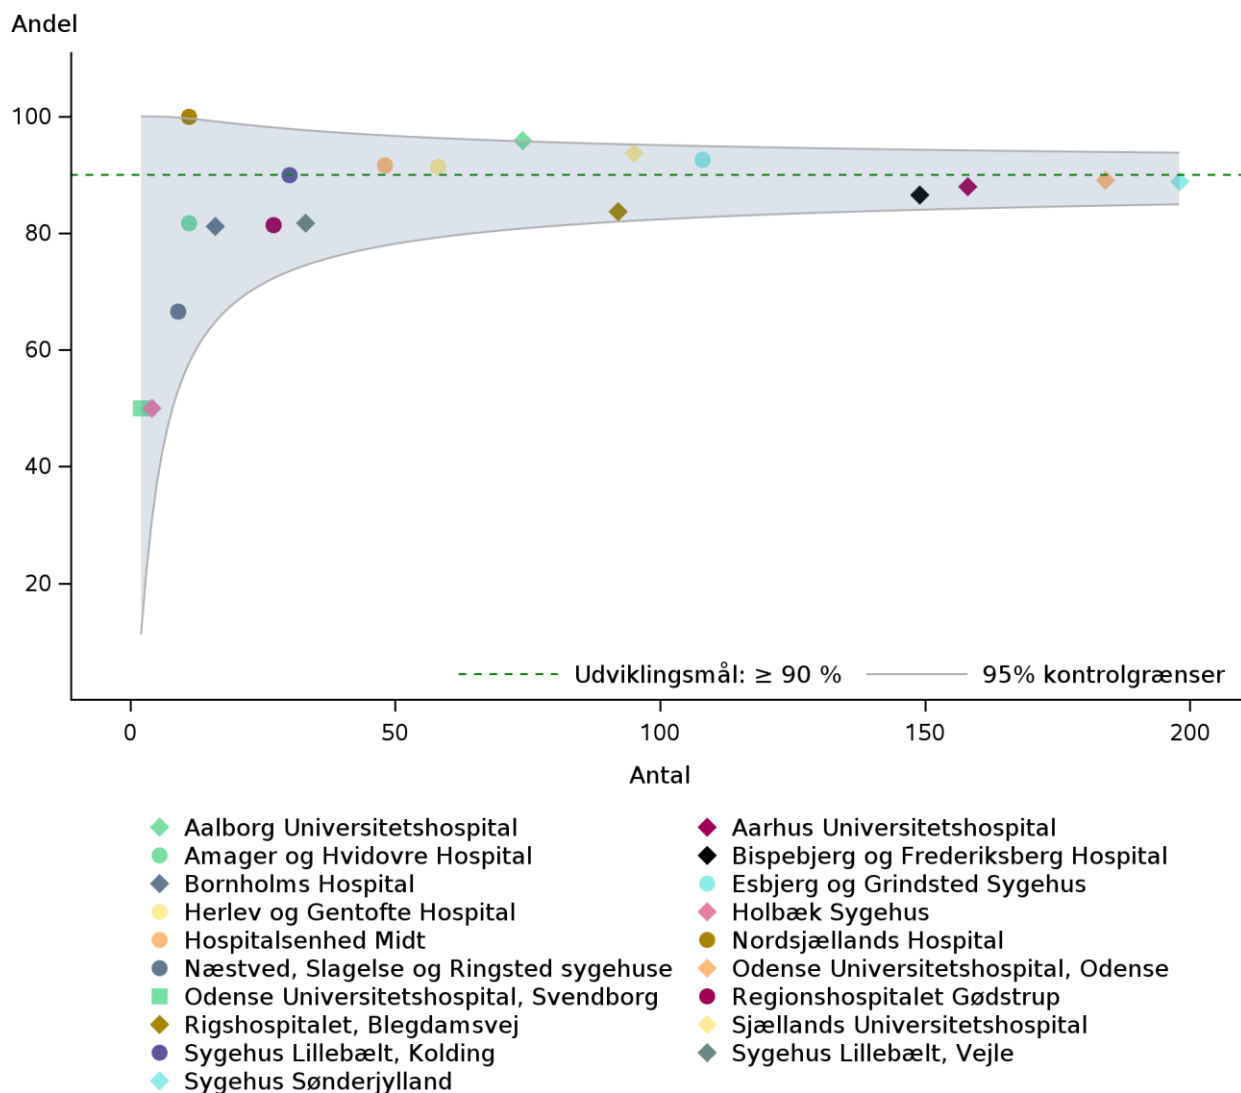 Andel
100
80
60
40
20
Udviklingsmål: ≥ 90 %
95% kontrolgrænser
0 50 100 150 200
Antal
Aalborg Universitetshospital
Aarhus Universitetshospital
Amager og Hvidovre Hospital
Bispebjerg og Frederiksberg Hospital
Bornholms Hospital
Esbjerg og Grindsted Sygehus
Herlev og Gentofte Hospital
Holbæk Sygehus
Hospitalsenhed Midt
Nordsjællands Hospital
Næstved, Slagelse og Ringsted sygehuse
Odense Universitetshospital, Odense
Odense Universitetshospital, Svendborg
Regionshospitalet Gødstrup
Rigshospitalet, Blegdamsvej
Sjællands Universitetshospital
Sygehus Lillebælt, Kolding
Sygehus Lillebælt, Vejle
Sygehus Sønderjylland